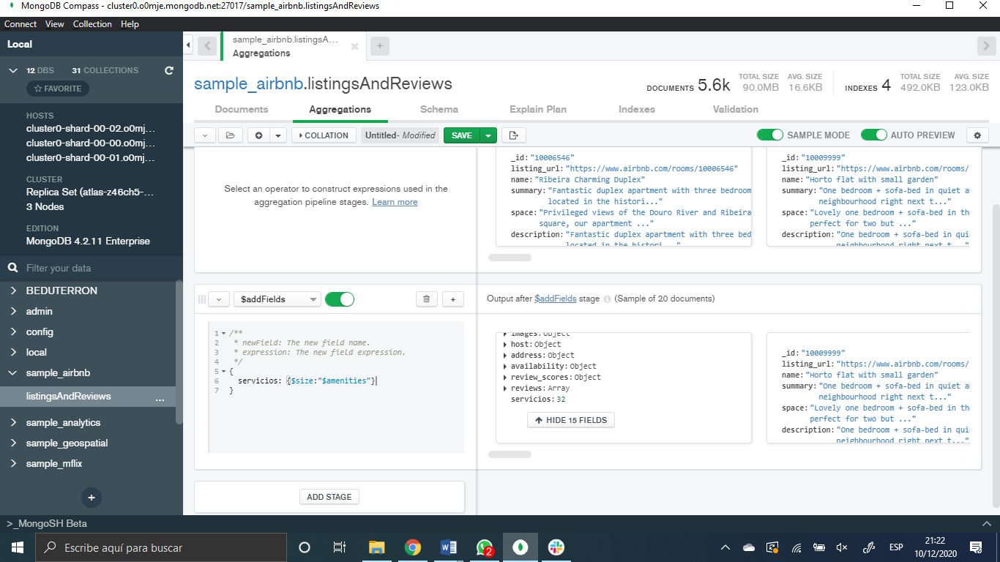 MongoDB Compass - cluster0.o0mje.mongodb.net:27017/sample_airbnb.listingsAndReviews
Connect View Collection Help
Local
12 DBS 31 COLLECTIONS
FAVORITE
HOSTS
cluster0-shard-00-02.o0mj...
cluster0-shard-00-00.o0mj...
cluster0-shard-00-01.o0mj...
CLUSTER
Replica Set (atlas-z46ch5-...
3 Nodes
EDITION
MongoDB 4.2.11 Enterprise
Filter your data
BEDUTERRON
admin
config
local
sample_airbnb
listingsAndReviews ...
sample_analytics
sample_geospatial
sample_mflix
+
sample_airbnb.listingsA...
Aggregations
+
sample_airbnb.listingsAndReviews
DOCUMENTS 5.6k TOTAL SIZE 90.0MB AVG. SIZE 16.6KB INDEXES 4 TOTAL SIZE 492.0KB AVG. SIZE 123.0KB
Documents Aggregations Schema Explain Plan Indexes Validation
COLLATION Untitled- Modified SAVE SAMPLE MODE AUTO PREVIEW
Select an operator to construct expressions used in the
aggregation pipeline stages. Learn more
_id: "10006546"
listing_url: "https://www.airbnb.com/rooms/10006546"
name: "Ribeira Charming Duplex"
summary: "Fantastic duplex apartment with three bedroom
located in the histori..."
space: "Privileged views of the Douro River and Ribeira
square, our apartment ..."
description: "Fantastic duplex apartment with three bed
located in the histori..."
_id: "10009999"
listing_url: "https://www.airbnb.com/rooms/
name: "Horto flat with small garden"
summary: "One bedroom + sofa-bed in quiet a
neighbourhood right next t..."
space: "Lovely one bedroom + sofa-bed in th
perfect for two but ..."
description: "One bedroom + sofa-bed in qui
neighbourhood right next t..."
$addFields
+
Output after $addFields stage (Sample of 20 documents)
1 /**
2 * newField: The new field name.
3 * expression: The new field expression.
4 */
5 {
6 servicios: {$size:"$amenities"}
7 }
images: Object
host: Object
address: Object
availability: Object
review_scores: Object
reviews: Array
servicios: 32
HIDE 15 FIELDS
_id: "10009999"
listing_url: "https://www.airbnb.com/rooms/
name: "Horto flat with small garden"
summary: "One bedroom + sofa-bed in quiet a
neighbourhood right next t..."
space: "Lovely one bedroom + sofa-bed in th
perfect for two but ..."
description: "One bedroom + sofa-bed in qui
neighbourhood right next t..."
ADD STAGE
>_MongoSH Beta
Escribe aquí para buscar
2
ESP
21:22
10/12/2020